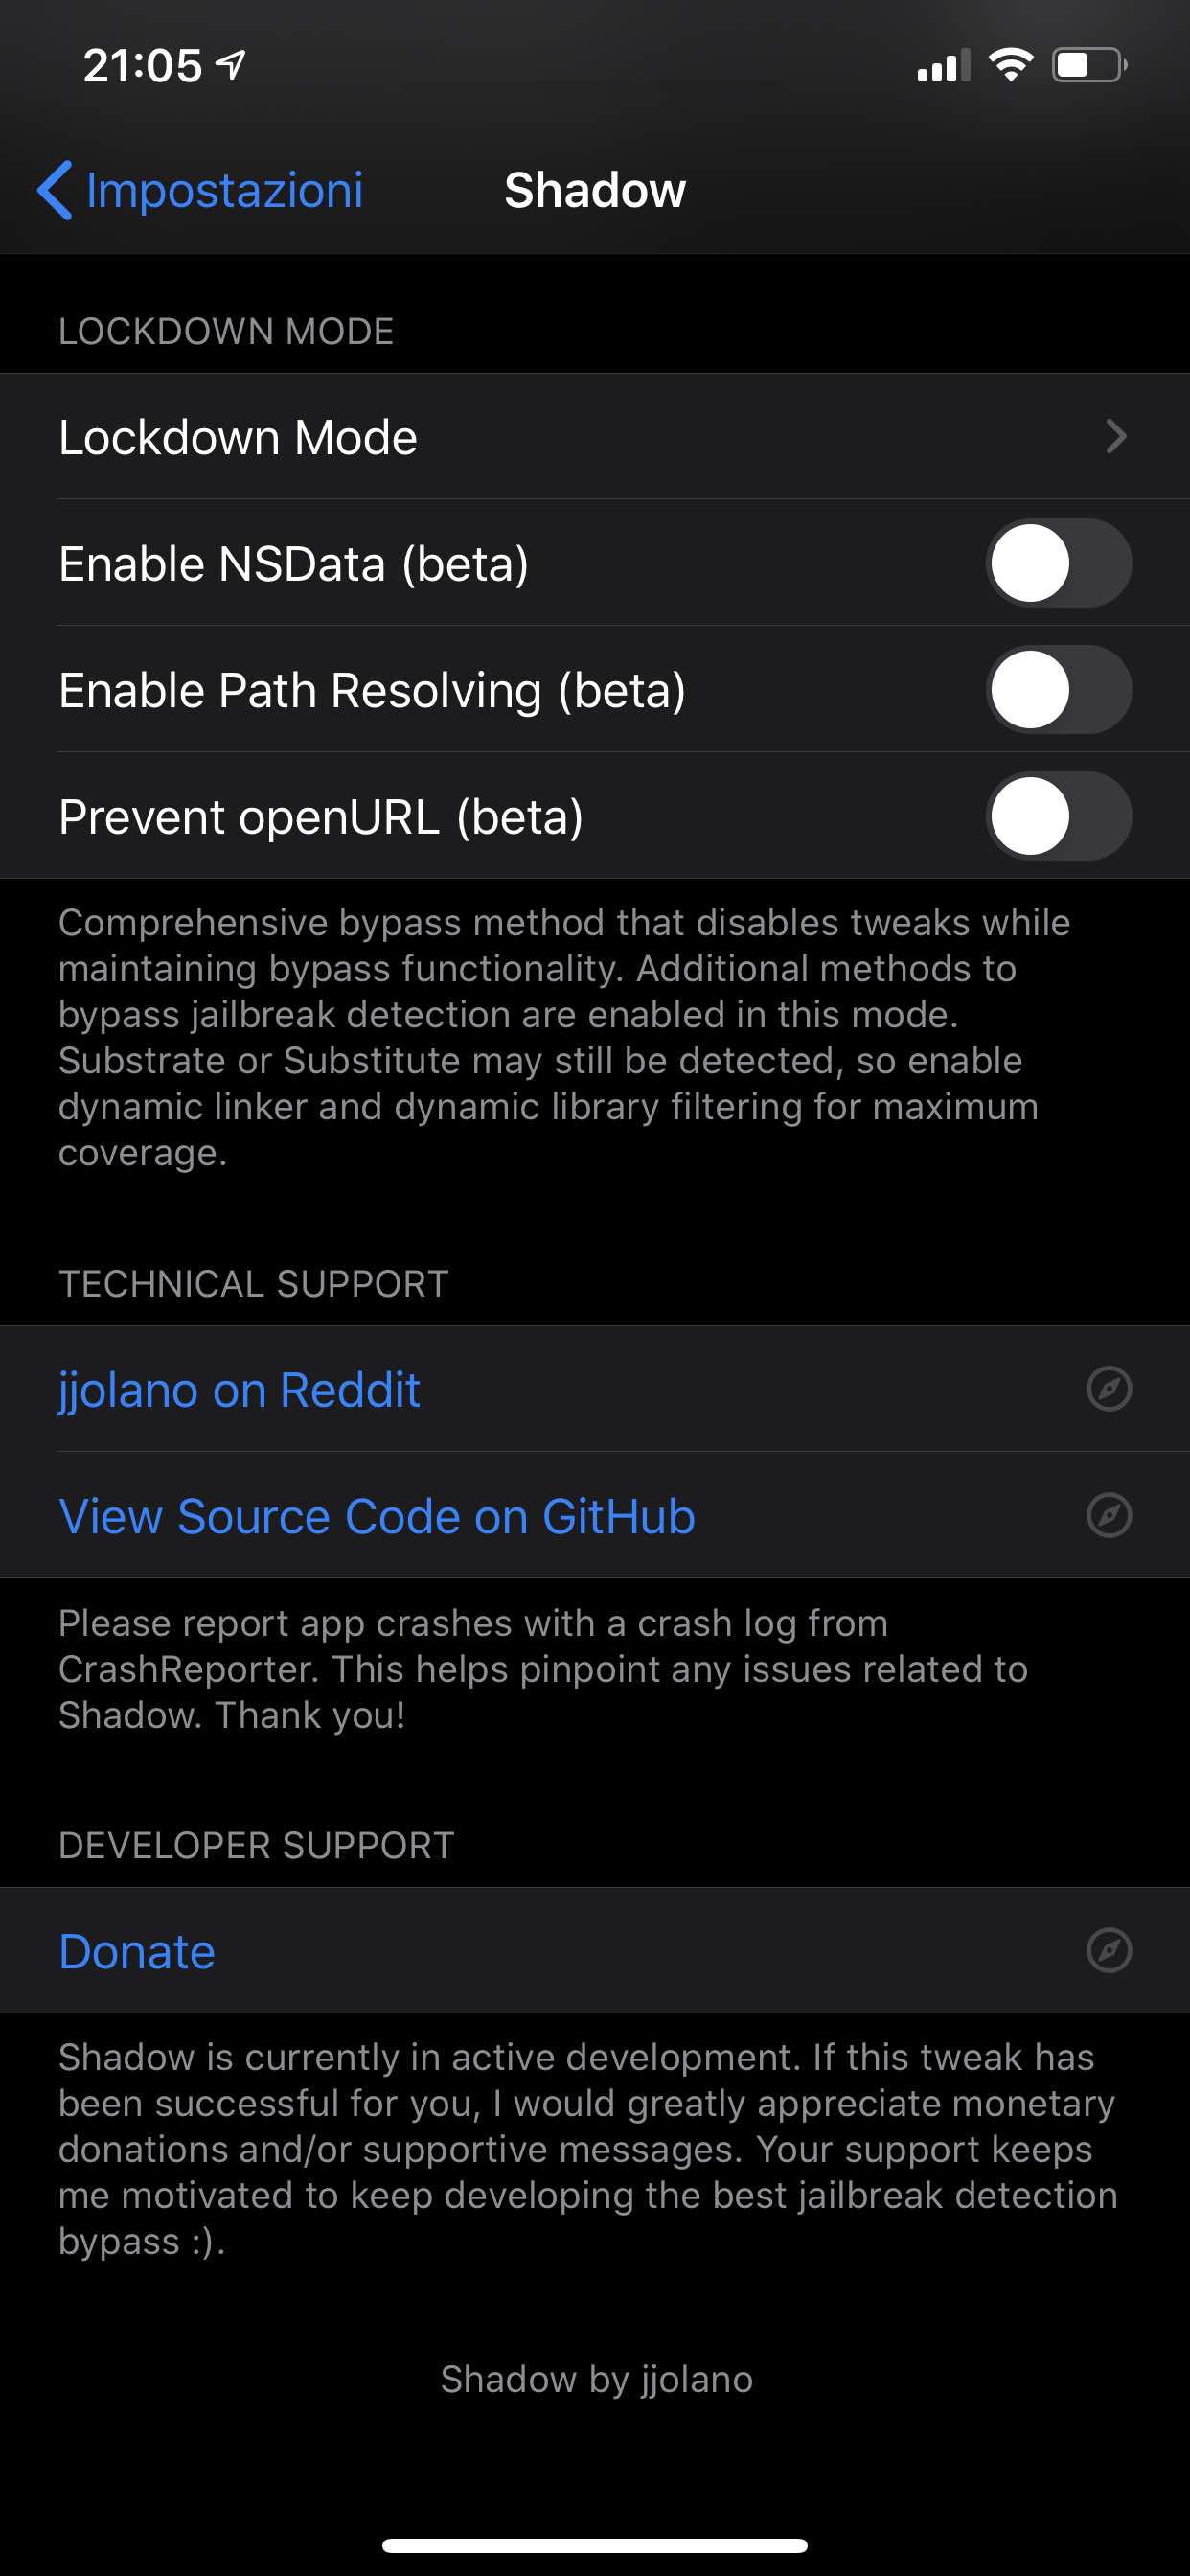 21:05
Impostazioni
Shadow
LOCKDOWN MODE
Lockdown Mode
Enable NSData (beta)
Enable Path Resolving (beta)
Prevent openURL (beta)
Comprehensive bypass method that disables tweaks while
maintaining bypass functionality. Additional methods to
bypass jailbreak detection are enabled in this mode.
Substrate or Substitute may still be detected, so enable
dynamic linker and dynamic library filtering for maximum
coverage.
TECHNICAL SUPPORT
jjolano on Reddit
View Source Code on GitHub
Please report app crashes with a crash log from
CrashReporter. This helps pinpoint any issues related to
Shadow. Thank you!
DEVELOPER SUPPORT
Donate
Shadow is currently in active development. If this tweak has
been successful for you, I would greatly appreciate monetary
donations and/or supportive messages. Your support keeps
me motivated to keep developing the best jailbreak detection
bypass :).
Shadow by jjolano